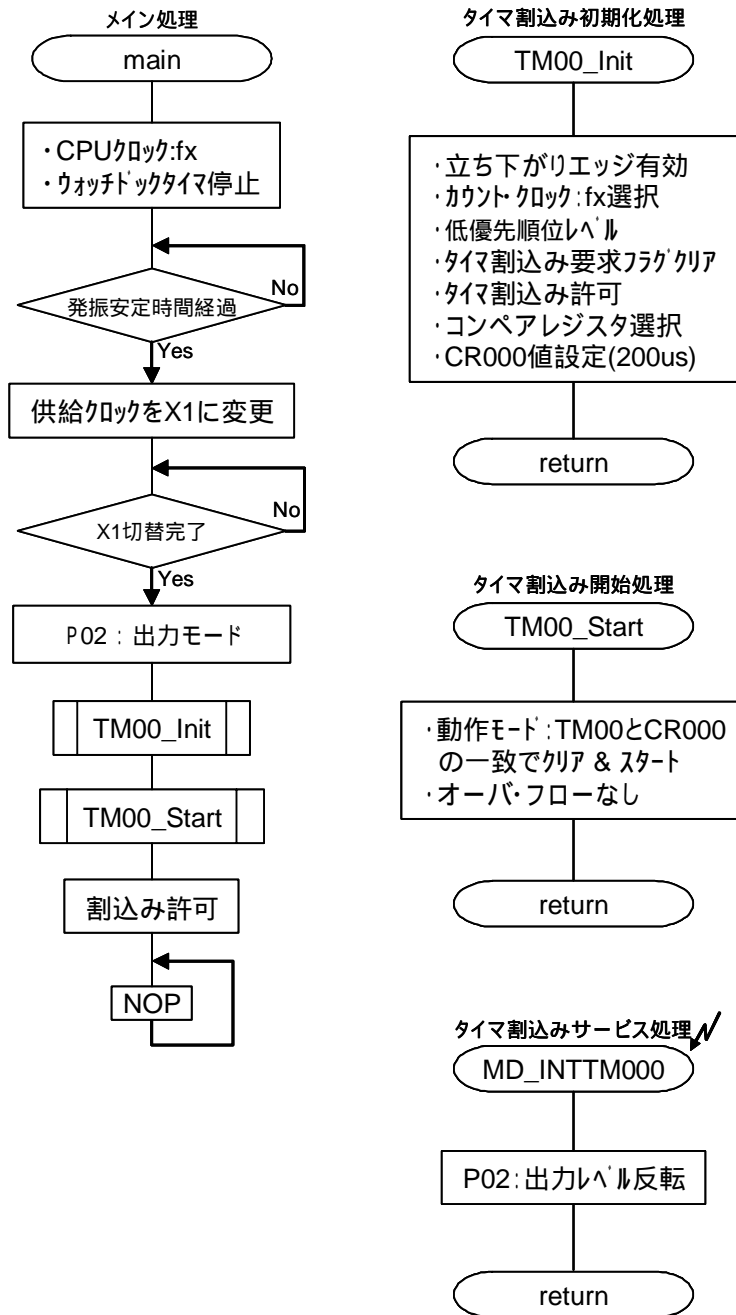 メイン処理
main
・CPUｸﾛｯｸ:fx
・ｳｫｯﾁﾄﾞｯｸﾀｲﾏ停止
発振安定時間経過
No
Yes
供給ｸﾛｯｸをX1に変更
X1切替完了
No
Yes
P02：出力モード
TM00_Init
TM00_Start
割込み許可
NOP
タイマ割込み初期化処理
TM00_Init
・立ち下がりエッジ有効
・ｶｳﾝﾄ・ｸﾛｯｸ:fx選択
・低優先順位ﾚﾍﾞﾙ
・ﾀｲﾏ割込み要求ﾌﾗｸﾞｸﾘｱ
・タイマ割込み許可
・コンペアレジスタ選択
・CR000値設定(200us)
return
タイマ割込み開始処理
TM00_Start
・動作ﾓｰﾄﾞ:TM00とCR000
の一致でｸﾘｱ & ｽﾀｰﾄ
・オーバ・フローなし
return
タイマ割込みサービス処理
MD_INTTM000
P02:出力ﾚﾍﾞﾙ反転
return